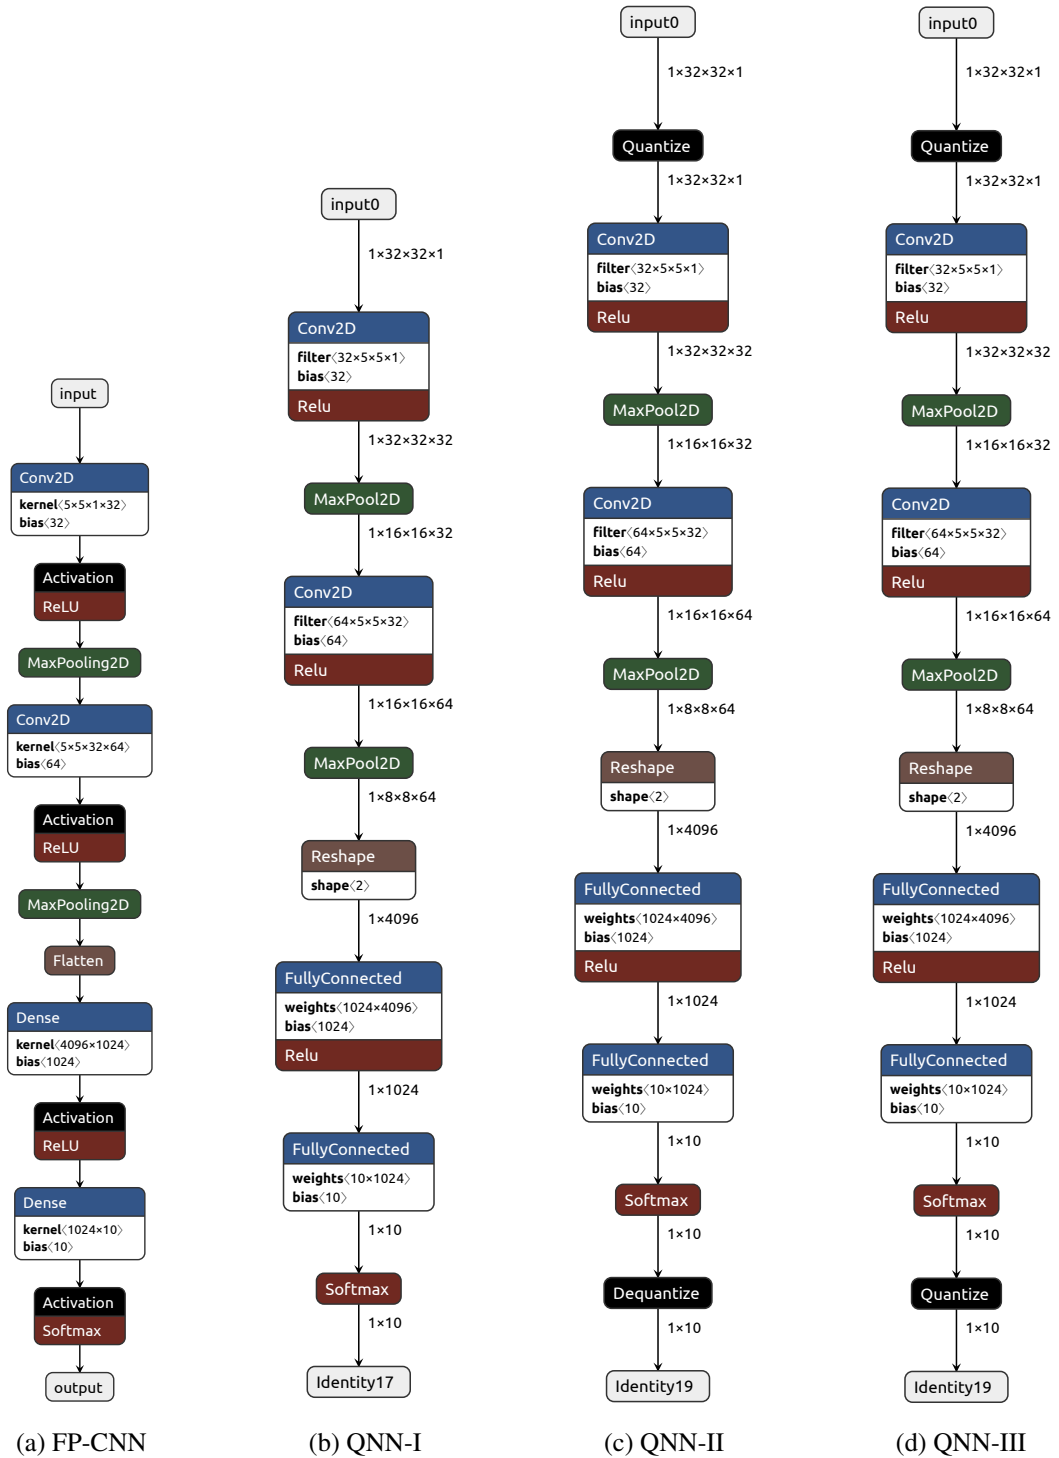 input
Conv2D
kernel〈5×5×1×32〉
bias〈32〉
Activation
ReLU
MaxPooling2D
Conv2D
kernel〈5×5×32×64〉
bias〈64〉
Activation
ReLU
MaxPooling2D
Flatten
Dense
kernel〈4096×1024〉
bias〈1024〉
Activation
ReLU
Dense
kernel〈1024×10〉
bias〈10〉
Activation
Softmax
output
(a) FP-CNN
input0
1×32×32×1
Conv2D
filter〈32×5×5×1〉
bias〈32〉
Relu
1×32×32×32
MaxPool2D
1×16×16×32
Conv2D
filter〈64×5×5×32〉
bias〈64〉
Relu
1×16×16×64
MaxPool2D
1×8×8×64
Reshape
shape〈2〉
1×4096
FullyConnected
weights〈1024×4096〉
bias〈1024〉
Relu
1×1024
FullyConnected
weights〈10×1024〉
bias〈10〉
1×10
Softmax
1×10
Identity17
(b) QNN-I
input0
1×32×32×1
Quantize
1×32×32×1
Conv2D
filter〈32×5×5×1〉
bias〈32〉
Relu
1×32×32×32
MaxPool2D
1×16×16×32
Conv2D
filter〈64×5×5×32〉
bias〈64〉
Relu
1×16×16×64
MaxPool2D
1×8×8×64
Reshape
shape〈2〉
1×4096
FullyConnected
weights〈1024×4096〉
bias〈1024〉
Relu
1×1024
FullyConnected
weights〈10×1024〉
bias〈10〉
1×10
Softmax
1×10
Dequantize
1×10
Identity19
(c) QNN-II
input0
1×32×32×1
Quantize
1×32×32×1
Conv2D
filter〈32×5×5×1〉
bias〈32〉
Relu
1×32×32×32
MaxPool2D
1×16×16×32
Conv2D
filter〈64×5×5×32〉
bias〈64〉
Relu
1×16×16×64
MaxPool2D
1×8×8×64
Reshape
shape〈2〉
1×4096
FullyConnected
weights〈1024×4096〉
bias〈1024〉
Relu
1×1024
FullyConnected
weights〈10×1024〉
bias〈10〉
1×10
Softmax
1×10
Quantize
1×10
Identity19
(d) QNN-III